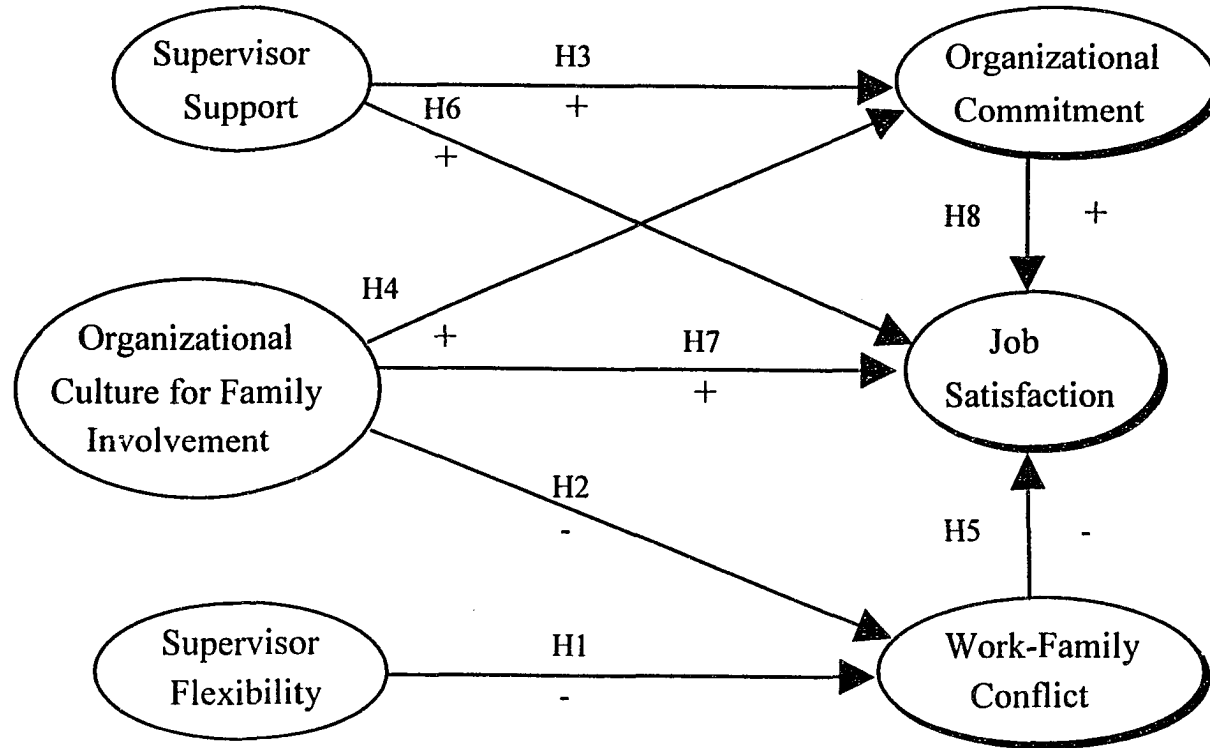 Supervisor
Support
H3
+
H6
+
Organizational
Commitment
H8
+
Organizational
Culture for Family
Involvement
H4
+
H7
+
Job
Satisfaction
H2
-
H5
-
Supervisor
Flexibility
H1
-
Work-Family
Conflict